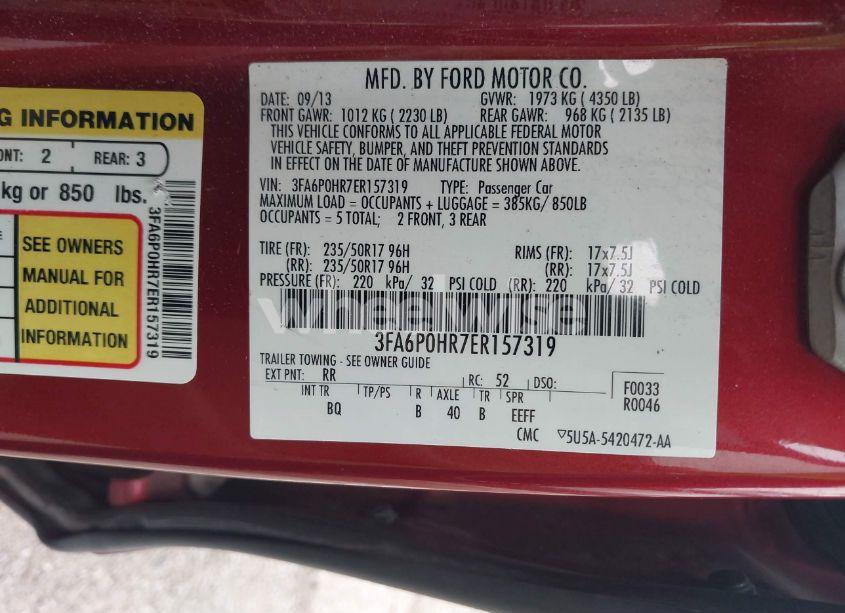 G INFORMATION
ONT: 2 REAR: 3
kg or 850 lbs.
SEE OWNERS
MANUAL FOR
ADDITIONAL
INFORMATION
3FA6P0HR7ER157319
MFD. BY FORD MOTOR CO.
DATE: 09/13 GVWR: 1973 KG ( 4350 LB)
FRONT GAWR: 1012 KG ( 2230 LB) REAR GAWR: 968 KG ( 2135 LB)
THIS VEHICLE CONFORMS TO ALL APPLICABLE FEDERAL MOTOR
VEHICLE SAFETY, BUMPER, AND THEFT PREVENTION STANDARDS
IN EFFECT ON THE DATE OF MANUFACTURE SHOWN ABOVE.
VIN: 3FA6P0HR7ER157319 TYPE: Passenger Car
MAXIMUM LOAD = OCCUPANTS + LUGGAGE = 385KG/ 850LB
OCCUPANTS = 5 TOTAL; 2 FRONT, 3 REAR
TIRE (FR): 235/50R17 96H RIMS (FR): 17x7.5J
(RR): 235/50R17 96H (RR): 17x7.5J
PRESSURE (FR): 220 kPa/ 32 PSI COLD (RR): 220 kPa/ 32 PSI COLD
wheelwise
3FA6P0HR7ER157319
TRAILER TOWING - SEE OWNER GUIDE
EXT PNT: RR RC: 52 DSO: F0033
INT TR TP/PS R AXLE TR SPR R0046
BQ B 40 B EEFF
CMC ▽5U5A-5420472-AA